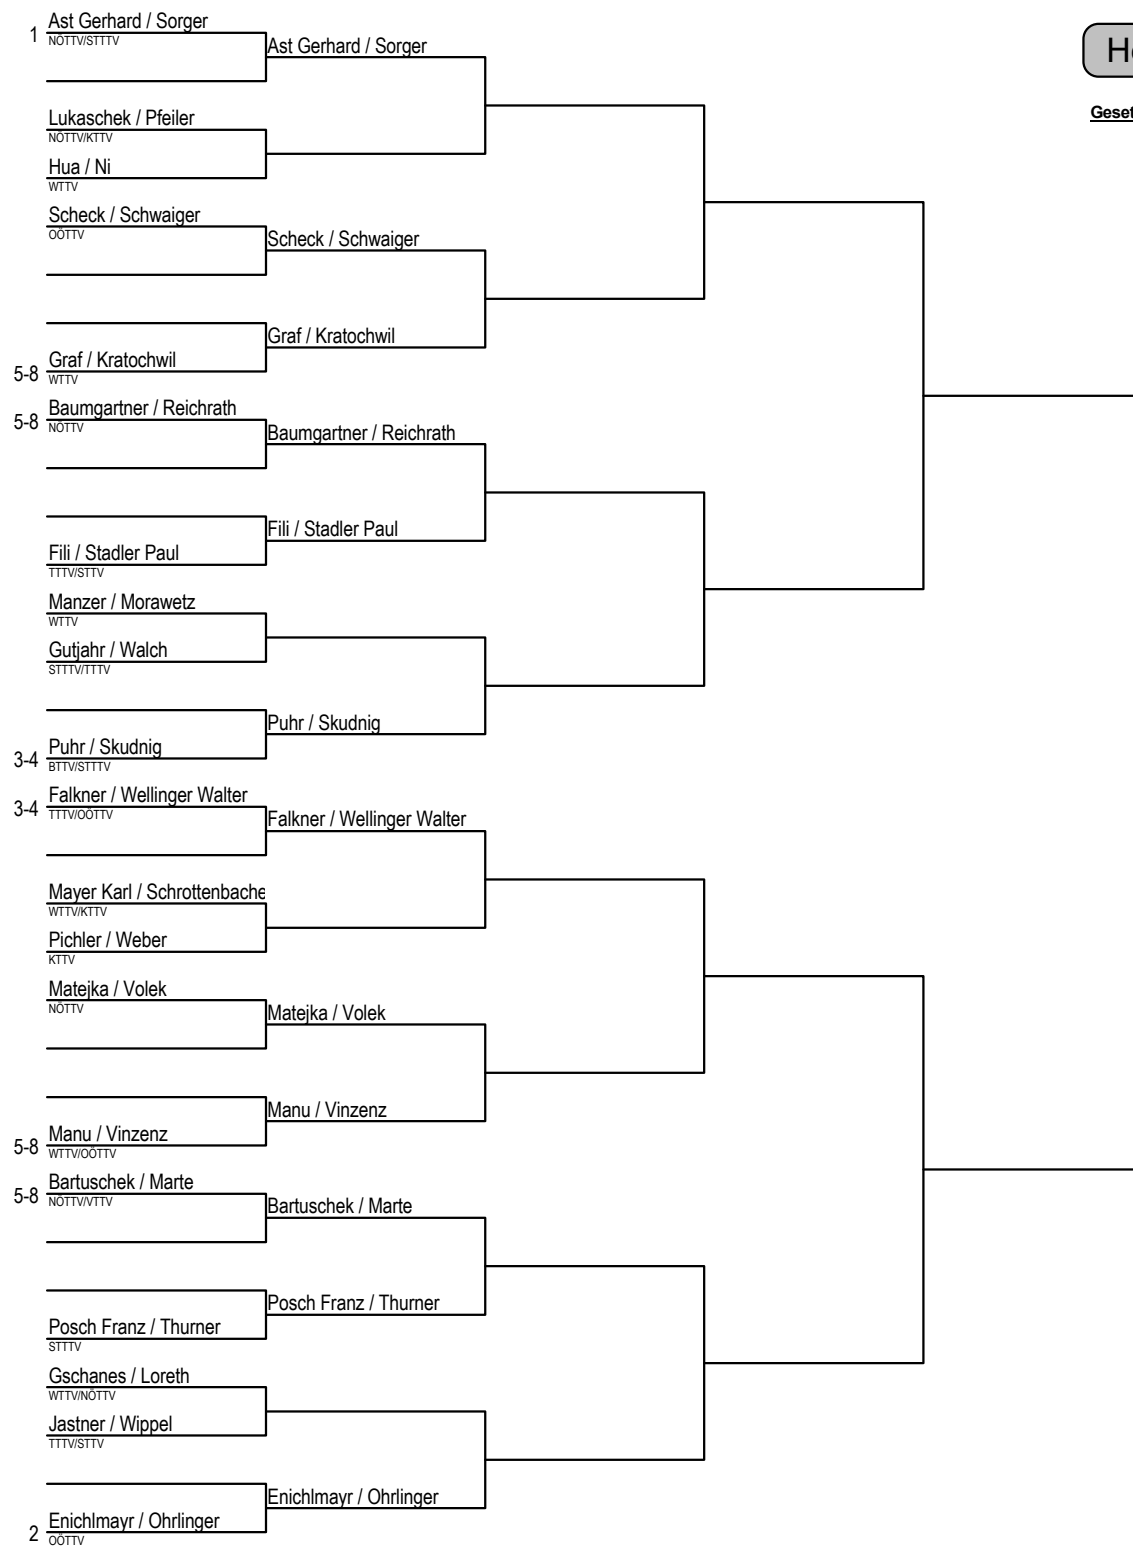 Ast Gerhard / Sorger
1
NÖTTV/STTTV
Ast Gerhard / Sorger
Lukaschek / Pfeiler
NÖTTV/KTTV
Hua / Ni
WTTV
Scheck / Schwaiger
OÖTTV
Scheck / Schwaiger
Graf / Kratochwil
Graf / Kratochwil
5-8
WTTV
Baumgartner / Reichrath
5-8
NÖTTV
Baumgartner / Reichrath
Fili / Stadler Paul
Fili / Stadler Paul
TTTV/STTV
Manzer / Morawetz
WTTV
Gutjahr / Walch
STTTV/TTTV
Puhr / Skudnig
Puhr / Skudnig
3-4
BTTV/STTTV
Falkner / Wellinger Walter
3-4
TTTV/OÖTTV
Falkner / Wellinger Walter
Mayer Karl / Schrottenbache
WTTV/KTTV
Pichler / Weber
KTTV
Matejka / Volek
NÖTTV
Matejka / Volek
Manu / Vinzenz
Manu / Vinzenz
5-8
WTTV/OÖTTV
Bartuschek / Marte
5-8
NÖTTV/VTTV
Bartuschek / Marte
Posch Franz / Thurner
Posch Franz / Thurner
STTTV
Gschanes / Loreth
WTTV/NÖTTV
Jastner / Wippel
TTTV/STTV
Enichlmayr / Ohrlinger
Enichlmayr / Ohrlinger
2
OÖTTV
He
Geset